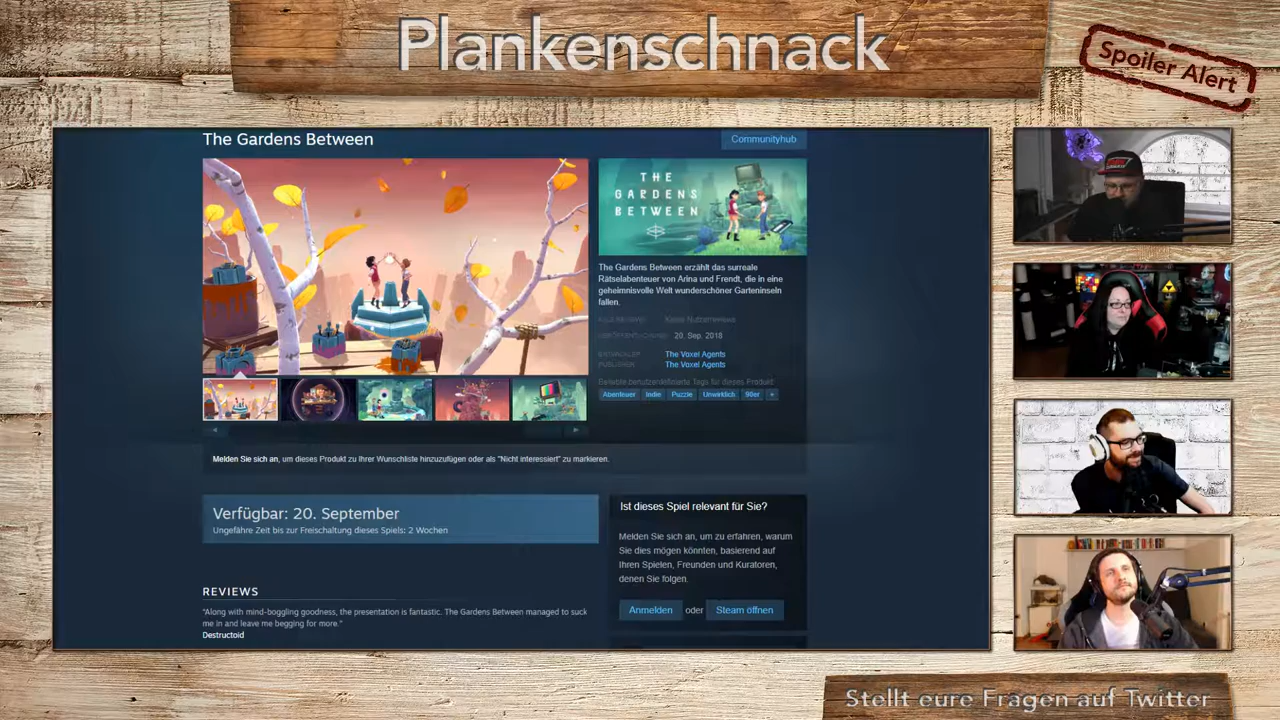 Plankenschnack
Spoiler Alert
The Gardens Between
Communityhub
THE
GARDENS
BETWEEN
The Gardens Between erzählt das surreale
Rätselabenteuer von Arina und Frendt, die in eine
geheimnisvolle Welt wunderschöner Garteninseln
fallen.
20. Sep. 2018
The Voxel Agents
The Voxel Agents
Beliebte benutzerdefinierte Tags für dieses Produkt:
Abenteuer Indie Puzzle Unwirklich 90er +
Melden Sie sich an, um dieses Produkt zu Ihrer Wunschliste hinzuzufügen oder als "Nicht interessiert" zu markieren.
Verfügbar: 20. September
Ungefähre Zeit bis zur Freischaltung dieses Spiels: 2 Wochen
Ist dieses Spiel relevant für Sie?
Melden Sie sich an, um zu erfahren, warum
Sie dies mögen könnten, basierend auf
Ihren Spielen, Freunden und Kuratoren,
denen Sie folgen.
Anmelden oder Steam öffnen
REVIEWS
"Along with mind-boggling goodness, the presentation is fantastic. The Gardens Between managed to suck
me in and leave me begging for more."
Destructoid
Stellt eure Fragen auf Twitter